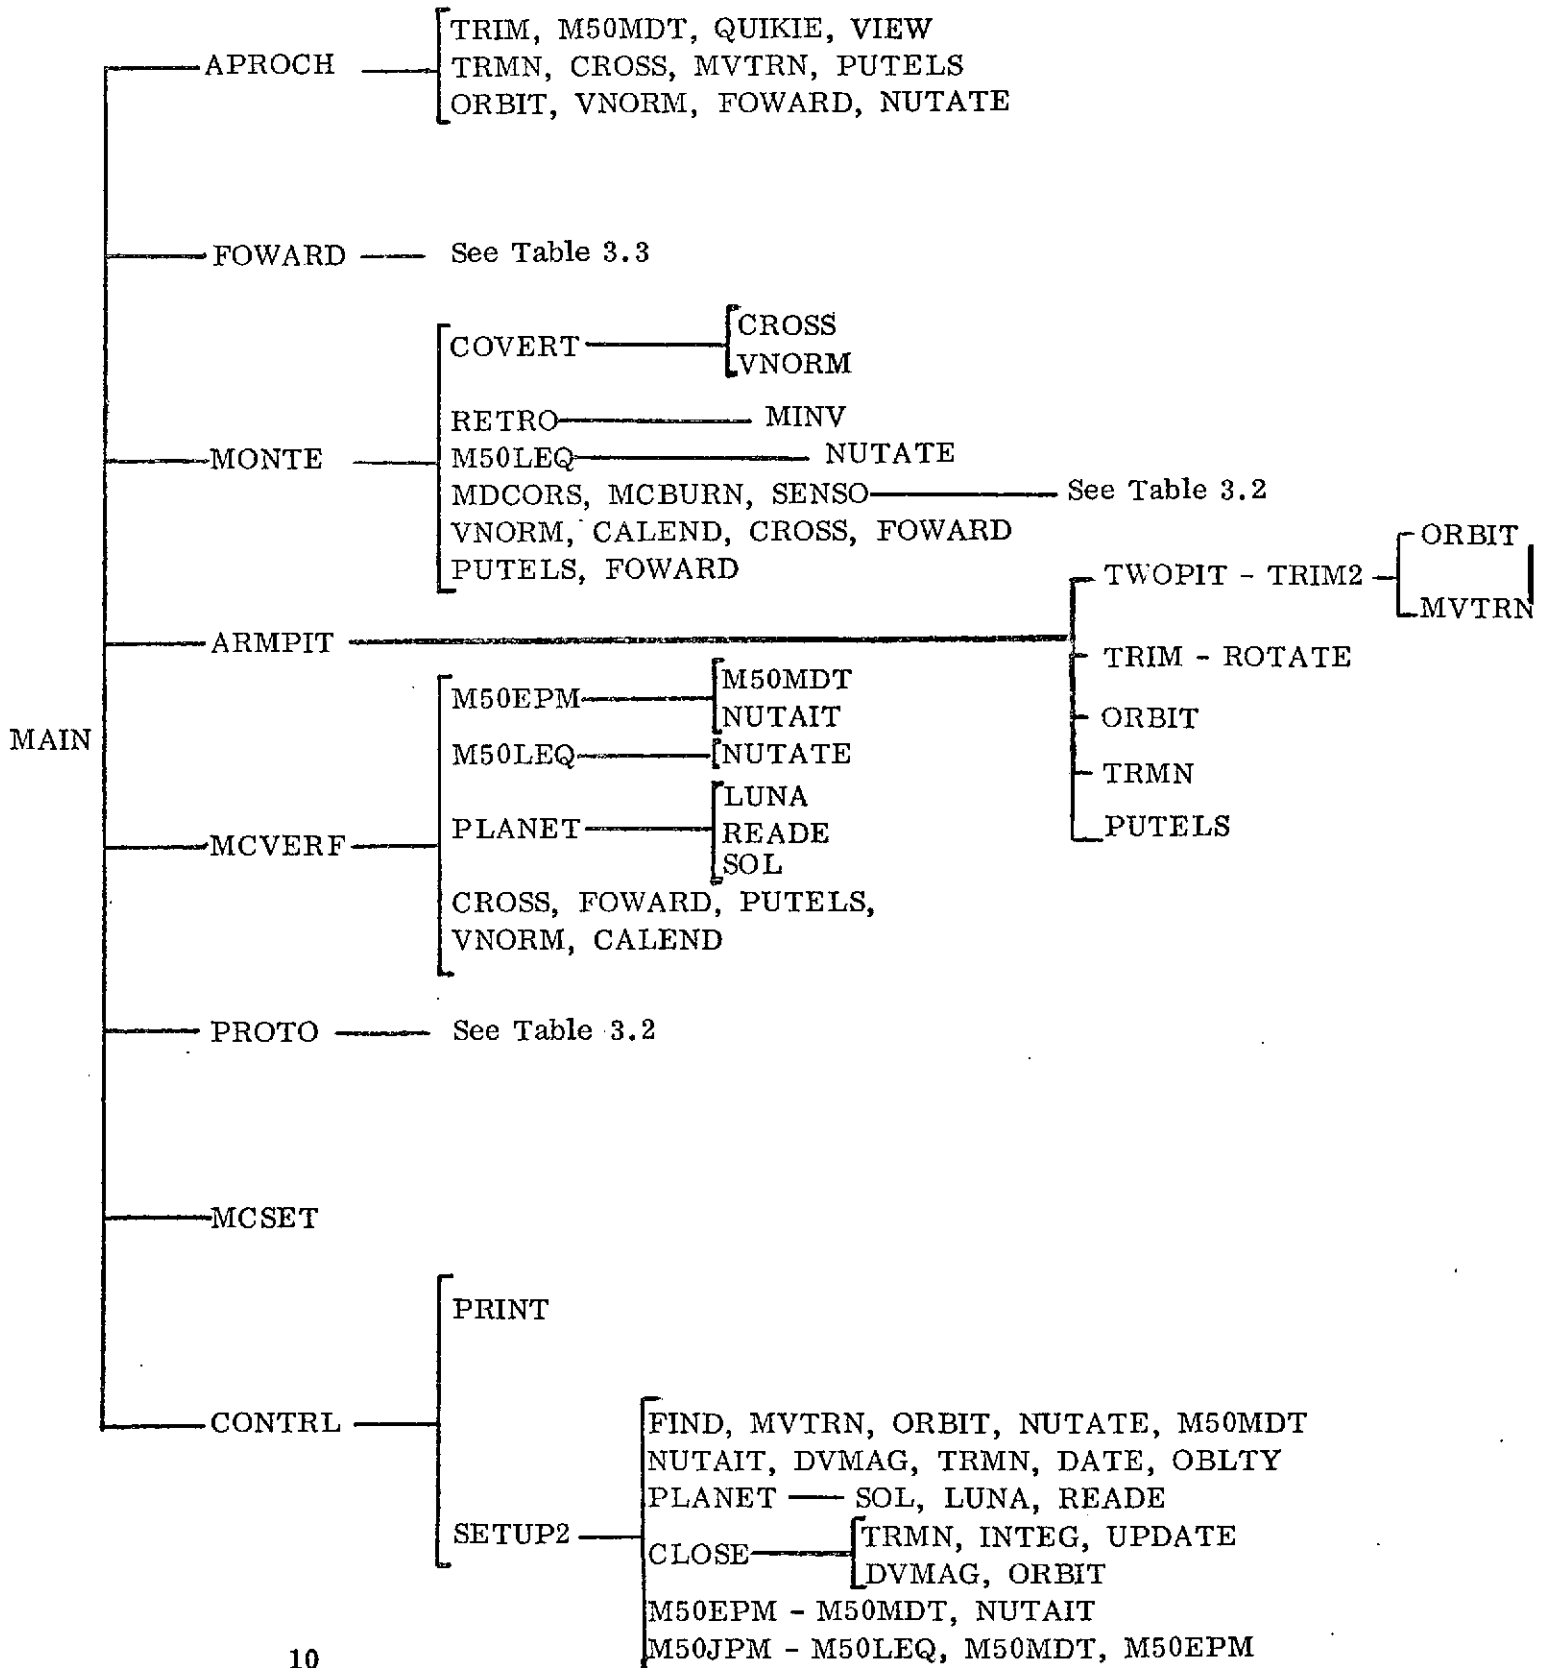 TRIM, M50MDT, QUIKIE, VIEW
APROCH
TRMN, CROSS, MVTRN, PUTELS
ORBIT, VNORM, FOWARD, NUTATE
FOWARD See Table 3.3
COVERT
CROSS
VNORM
RETRO MINV
MONTE
M50LEQ NUTATE
MDCORS, MCBURN, SENSO See Table 3.2
VNORM, CALEND, CROSS, FOWARD
PUTELS, FOWARD
ARMPIT
TWOPIT - TRIM2
ORBIT
MVTRN
TRIM - ROTATE
ORBIT
TRMN
PUTELS
MAIN
MCVERF
M50EPM
M50MDT
NUTAIT
M50LEQ NUTATE
PLANET
LUNA
READE
SOL
CROSS, FOWARD, PUTELS,
VNORM, CALEND
PROTO See Table 3.2
MCSET
CONTRL
PRINT
SETUP2
FIND, MVTRN, ORBIT, NUTATE, M50MDT
NUTAIT, DVMAG, TRMN, DATE, OBLTY
PLANET SOL, LUNA, READE
CLOSE
TRMN, INTEG, UPDATE
DVMAG, ORBIT
M50EPM - M50MDT, NUTAIT
M50JPM - M50LEQ, M50MDT, M50EPM
10